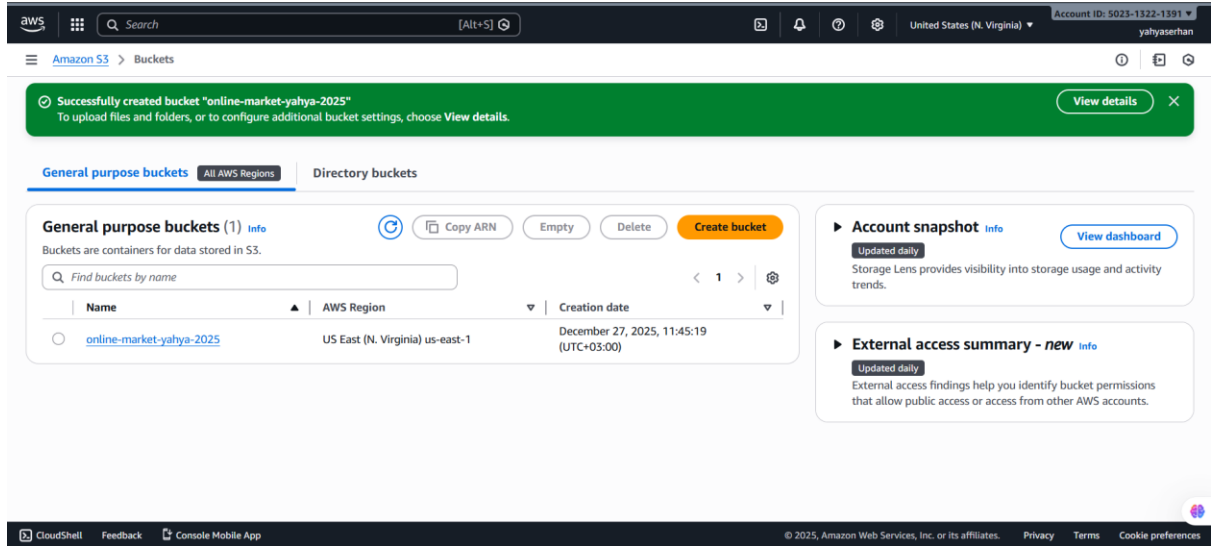 aws
Search
[Alt+S]
United States (N. Virginia)
Account ID: 5023-1322-1391
yahyaserhan
Amazon S3 > Buckets
Successfully created bucket "online-market-yahya-2025"
To upload files and folders, or to configure additional bucket settings, choose View details.
View details
General purpose buckets All AWS Regions
Directory buckets
General purpose buckets (1) Info
Copy ARN
Empty
Delete
Create bucket
Buckets are containers for data stored in S3.
Find buckets by name
1
Name
AWS Region
Creation date
online-market-yahya-2025
US East (N. Virginia) us-east-1
December 27, 2025, 11:45:19
(UTC+03:00)
Account snapshot Info
View dashboard
Updated daily
Storage Lens provides visibility into storage usage and activity
trends.
External access summary - new Info
Updated daily
External access findings help you identify bucket permissions
that allow public access or access from other AWS accounts.
CloudShell
Feedback
Console Mobile App
© 2025, Amazon Web Services, Inc. or its affiliates.
Privacy
Terms
Cookie preferences